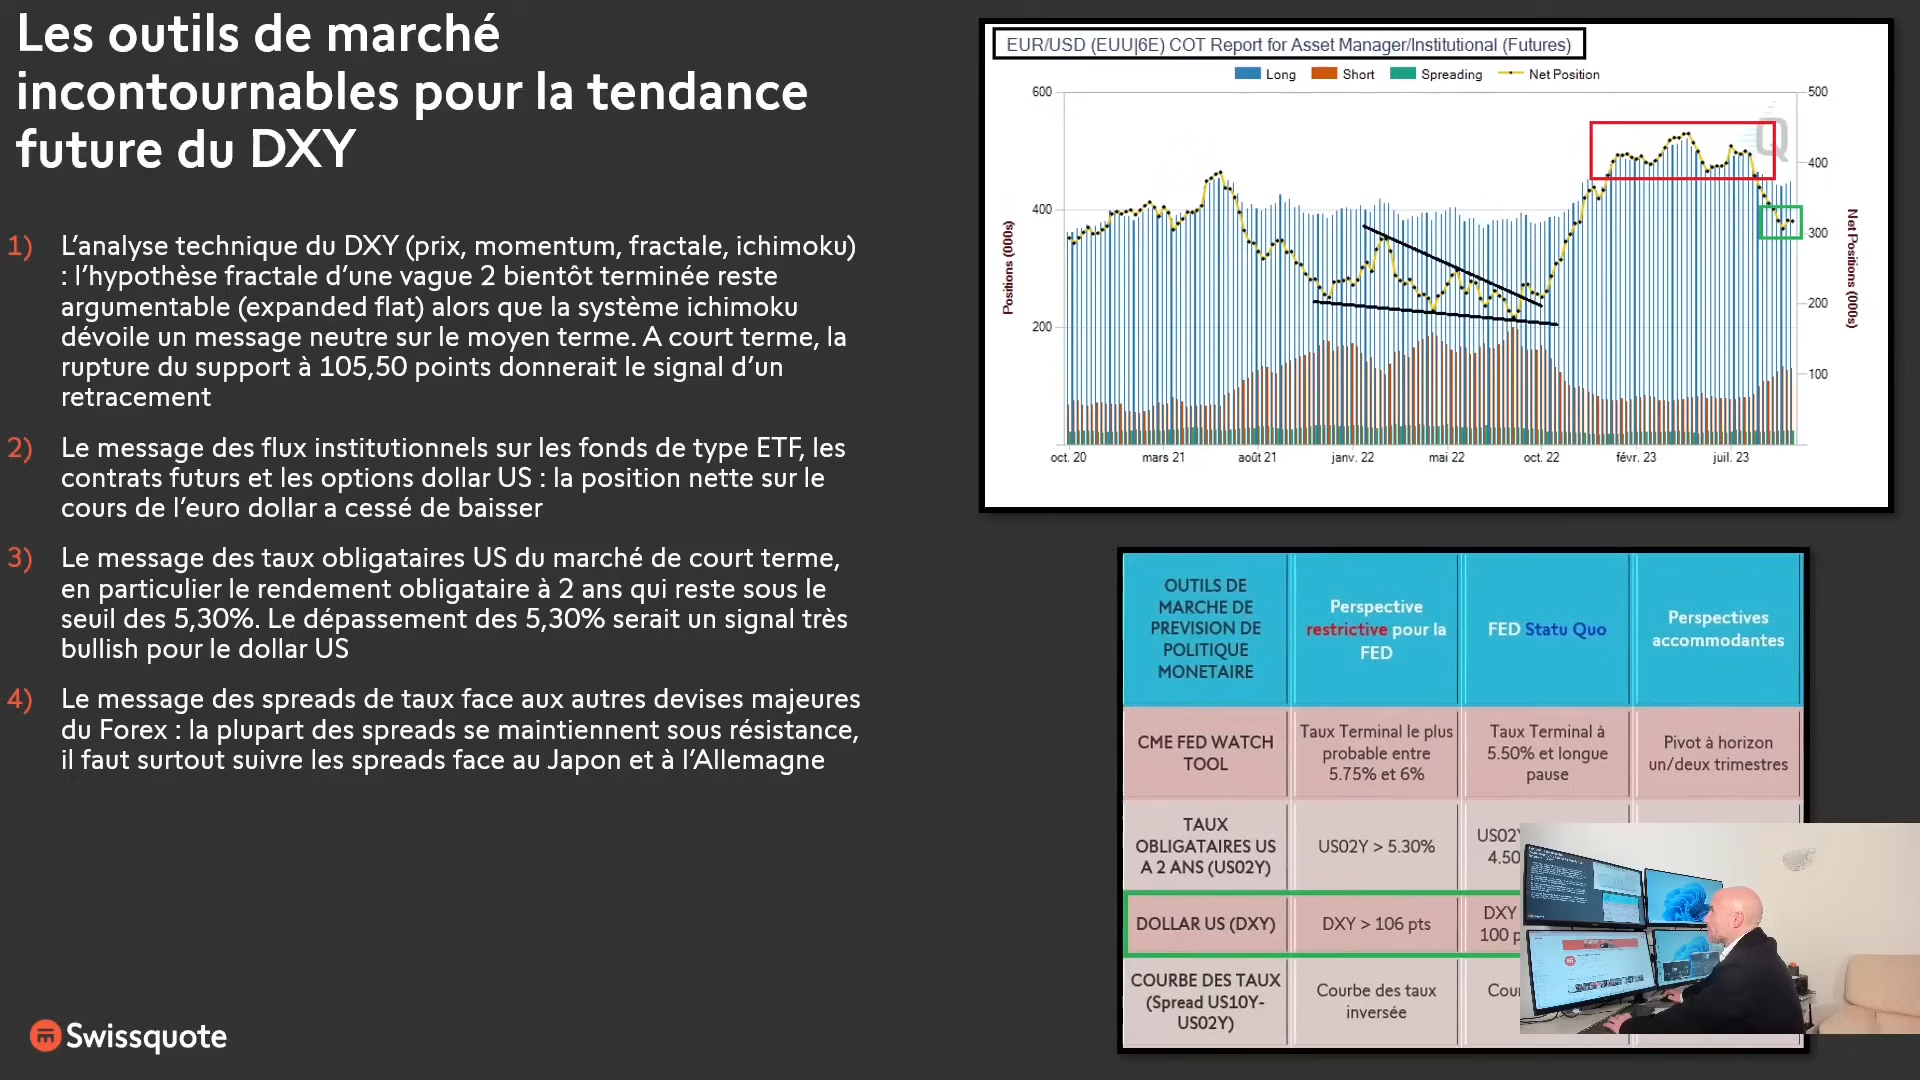 Les outils de marché
incontournables pour la tendance
future du DXY
1) L’analyse technique du DXY (prix, momentum, fractale, ichimoku)
: l’hypothèse fractale d’une vague 2 bientôt terminée reste
argumentable (expanded flat) alors que la système ichimoku
dévoile un message neutre sur le moyen terme. A court terme, la
rupture du support à 105,50 points donnerait le signal d’un
retracement
2) Le message des flux institutionnels sur les fonds de type ETF, les
contrats futurs et les options dollar US : la position nette sur le
cours de l’euro dollar a cessé de baisser
3) Le message des taux obligataires US du marché de court terme,
en particulier le rendement obligataire à 2 ans qui reste sous le
seuil des 5,30%. Le dépassement des 5,30% serait un signal très
bullish pour le dollar US
4) Le message des spreads de taux face aux autres devises majeures
du Forex : la plupart des spreads se maintiennent sous résistance,
il faut surtout suivre les spreads face au Japon et à l’Allemagne
Swissquote
EUR/USD (EUU|6E) COT Report for Asset Manager/Institutional (Futures)
Long Short Spreading Net Position
600 500
Q
400
400
300
200
200
100
Positions (000s)
Net Positions (000s)
oct. 20 mars 21 août 21 janv. 22 mai 22 oct. 22 févr. 23 juil. 23
OUTILS DE
MARCHE DE
PREVISION DE
POLITIQUE
MONETAIRE
Perspective
restrictive pour la
FED
FED Statu Quo
Perspectives
accommodantes
CME FED WATCH
TOOL
Taux Terminal le plus
probable entre
5.75% et 6%
Taux Terminal à
5.50% et longue
pause
Pivot à horizon
un/deux trimestres
TAUX
OBLIGATAIRES US
A 2 ANS (US02Y)
US02Y > 5.30%
US02Y
4.50
DOLLAR US (DXY)
DXY > 106 pts
DXY
100 p
COURBE DES TAUX
(Spread US10Y-
US02Y)
Courbe des taux
inversée
Cou